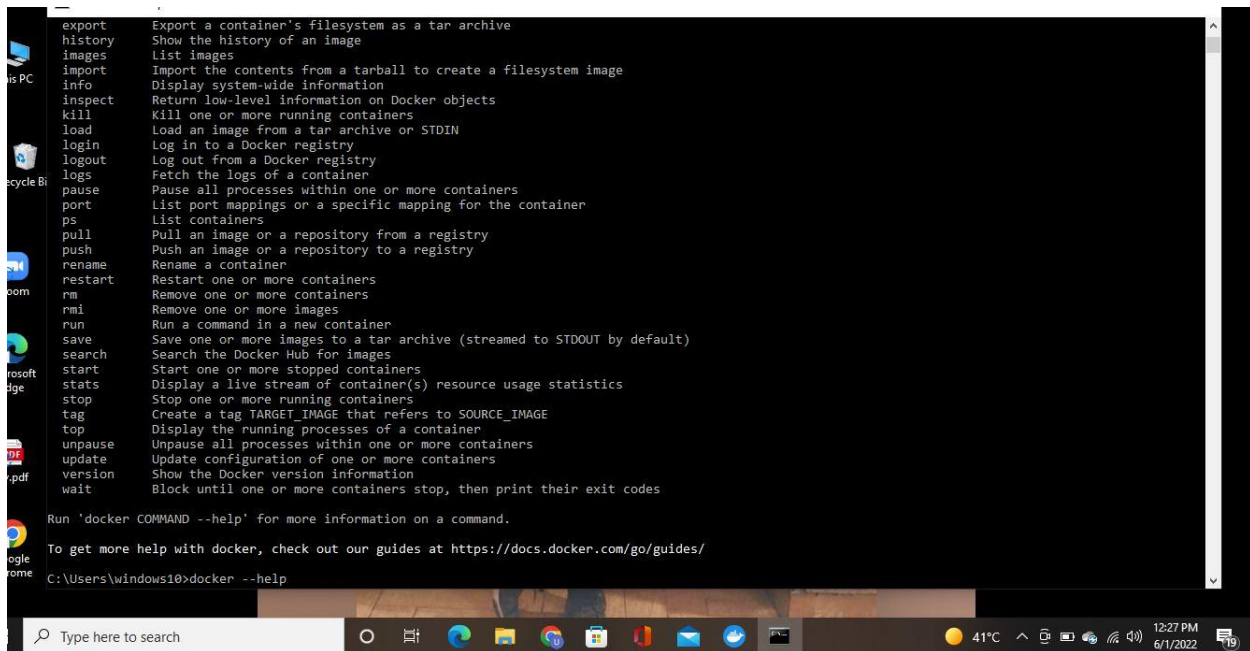 export Export a container's filesystem as a tar archive
history Show the history of an image
images List images
import Import the contents from a tarball to create a filesystem image
info Display system-wide information
inspect Return low-level information on Docker objects
kill Kill one or more running containers
load Load an image from a tar archive or STDIN
login Log in to a Docker registry
logout Log out from a Docker registry
logs Fetch the logs of a container
pause Pause all processes within one or more containers
port List port mappings or a specific mapping for the container
ps List containers
pull Pull an image or a repository from a registry
push Push an image or a repository to a registry
rename Rename a container
restart Restart one or more containers
rm Remove one or more containers
rmi Remove one or more images
run Run a command in a new container
save Save one or more images to a tar archive (streamed to STDOUT by default)
search Search the Docker Hub for images
start Start one or more stopped containers
stats Display a live stream of container(s) resource usage statistics
stop Stop one or more running containers
tag Create a tag TARGET_IMAGE that refers to SOURCE_IMAGE
top Display the running processes of a container
unpause Unpause all processes within one or more containers
update Update configuration of one or more containers
version Show the Docker version information
wait Block until one or more containers stop, then print their exit codes
Run 'docker COMMAND --help' for more information on a command.
To get more help with docker, check out our guides at https://docs.docker.com/go/guides/
C:\Users\windows10>docker --help
is PC
ecycle Bi
oom
rosoft
dge
PDF
.pdf
ogle
rome
Type here to search
41°C
12:27 PM
6/1/2022
19